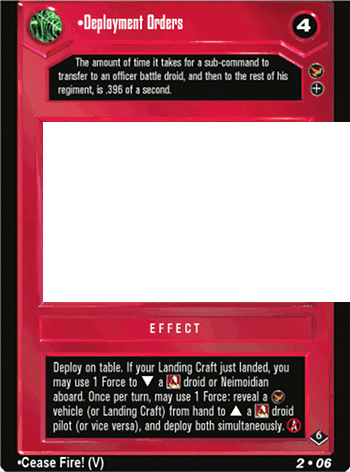 •Deployment Orders
4
The amount of time it takes for a sub-command to
transfer to an officer battle droid, and then to the rest of his
regiment, is .396 of a second.
EFFECT
Deploy on table. If your Landing Craft just landed, you
may use 1 Force to ▼ a droid or Neimoidian
aboard. Once per turn, may use 1 Force: reveal a
vehicle (or Landing Craft) from hand to ▲ a droid
pilot (or vice versa), and deploy both simultaneously. A
6
•Cease Fire! (V)
2 • 06